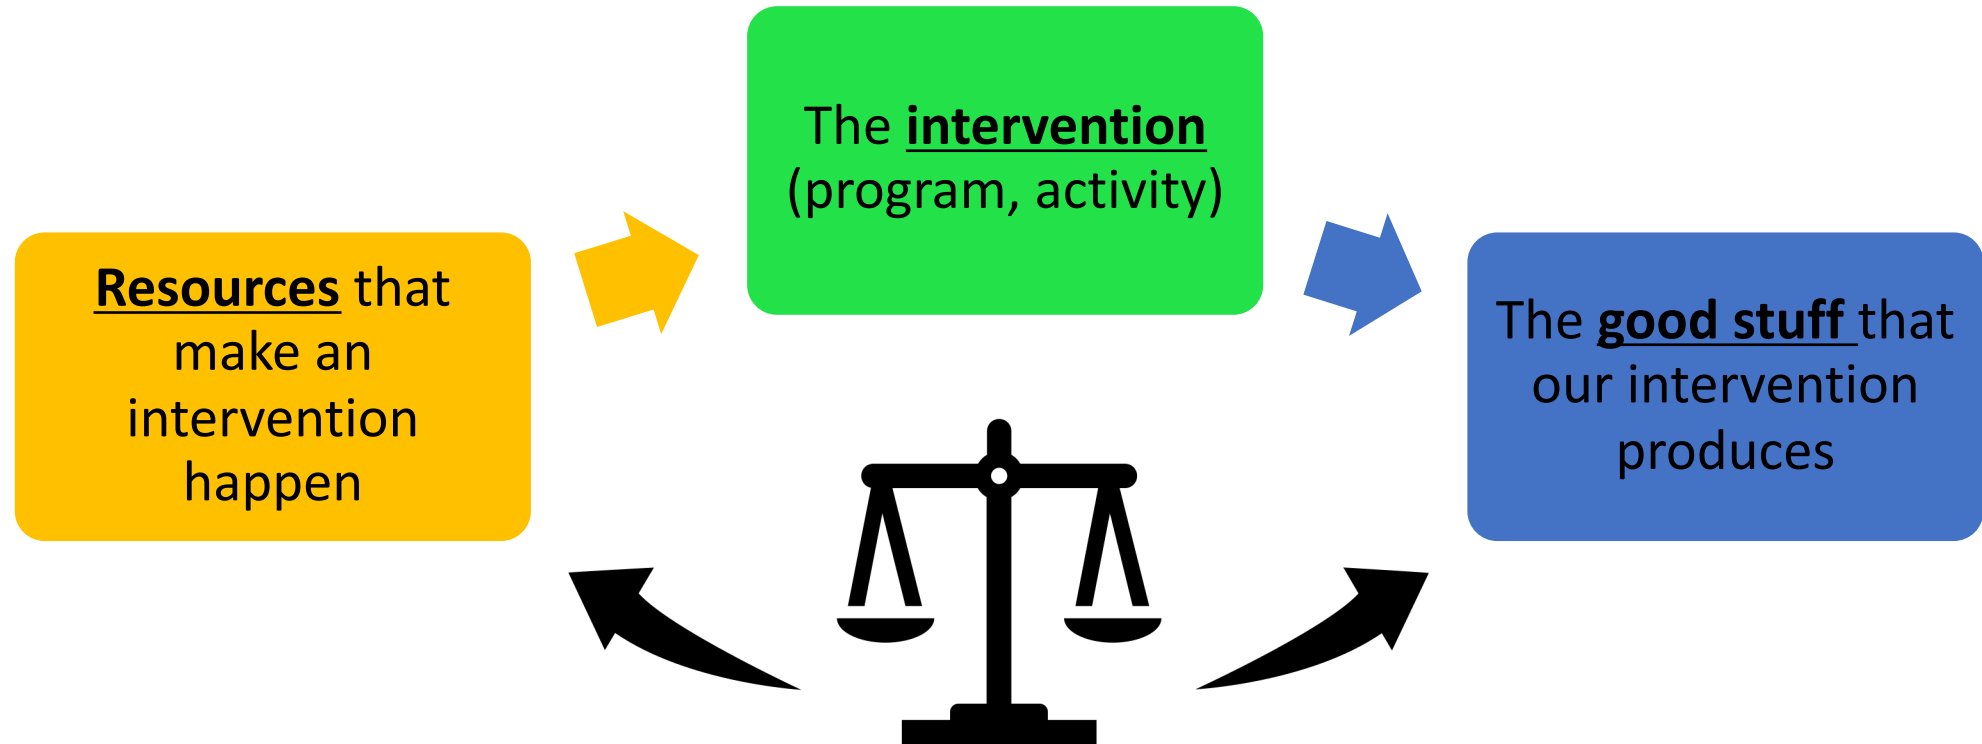 Resources that
make an
intervention
happen
The intervention
(program, activity)
The good stuff that
our intervention
produces